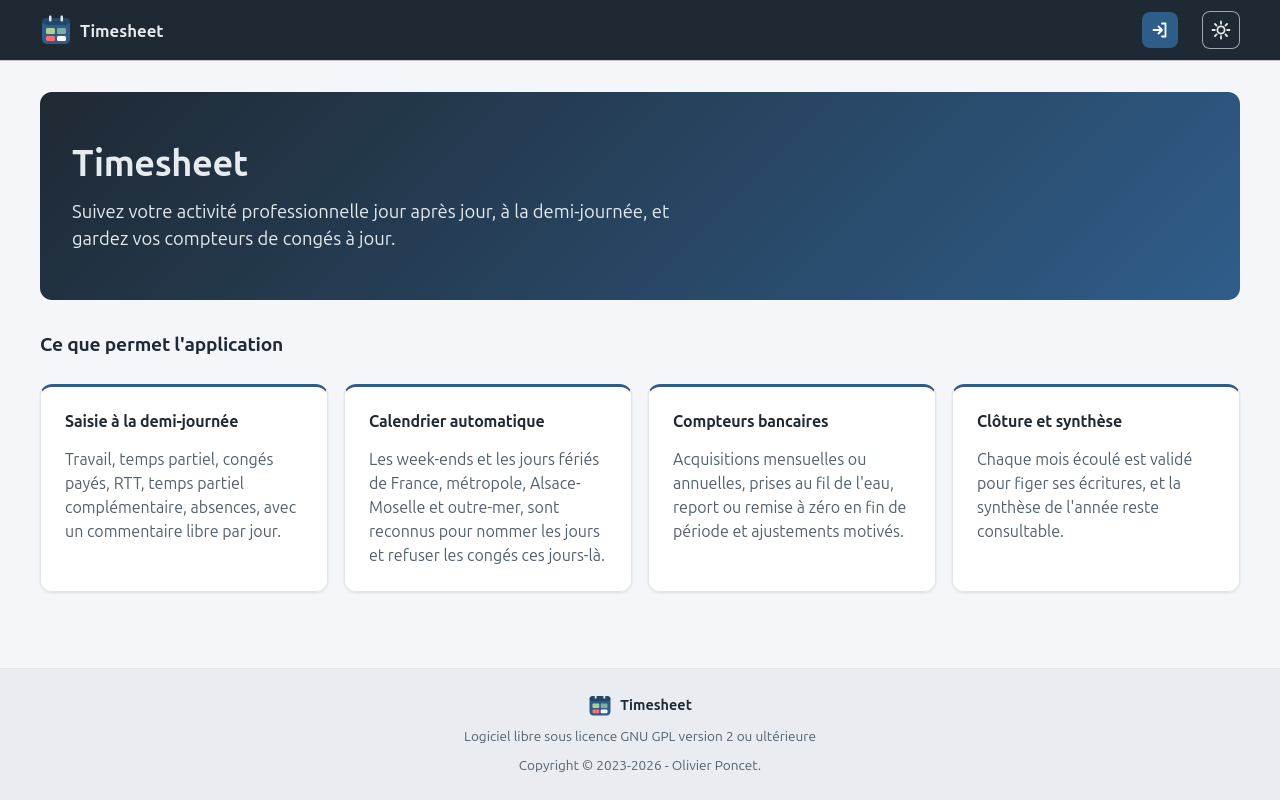 Timesheet
Timesheet
Suivez votre activité professionnelle jour après jour, à la demi-journée, et
gardez vos compteurs de congés à jour.
Ce que permet l'application
Saisie à la demi-journée
Travail, temps partiel, congés
payés, RTT, temps partiel
complémentaire, absences, avec
un commentaire libre par jour.
Calendrier automatique
Les week-ends et les jours fériés
de France, métropole, Alsace-
Moselle et outre-mer, sont
reconnus pour nommer les jours
et refuser les congés ces jours-là.
Compteurs bancaires
Acquisitions mensuelles ou
annuelles, prises au fil de l'eau,
report ou remise à zéro en fin de
période et ajustements motivés.
Clôture et synthèse
Chaque mois écoulé est validé
pour figer ses écritures, et la
synthèse de l'année reste
consultable.
Timesheet
Logiciel libre sous licence GNU GPL version 2 ou ultérieure
Copyright © 2023-2026 - Olivier Poncet.